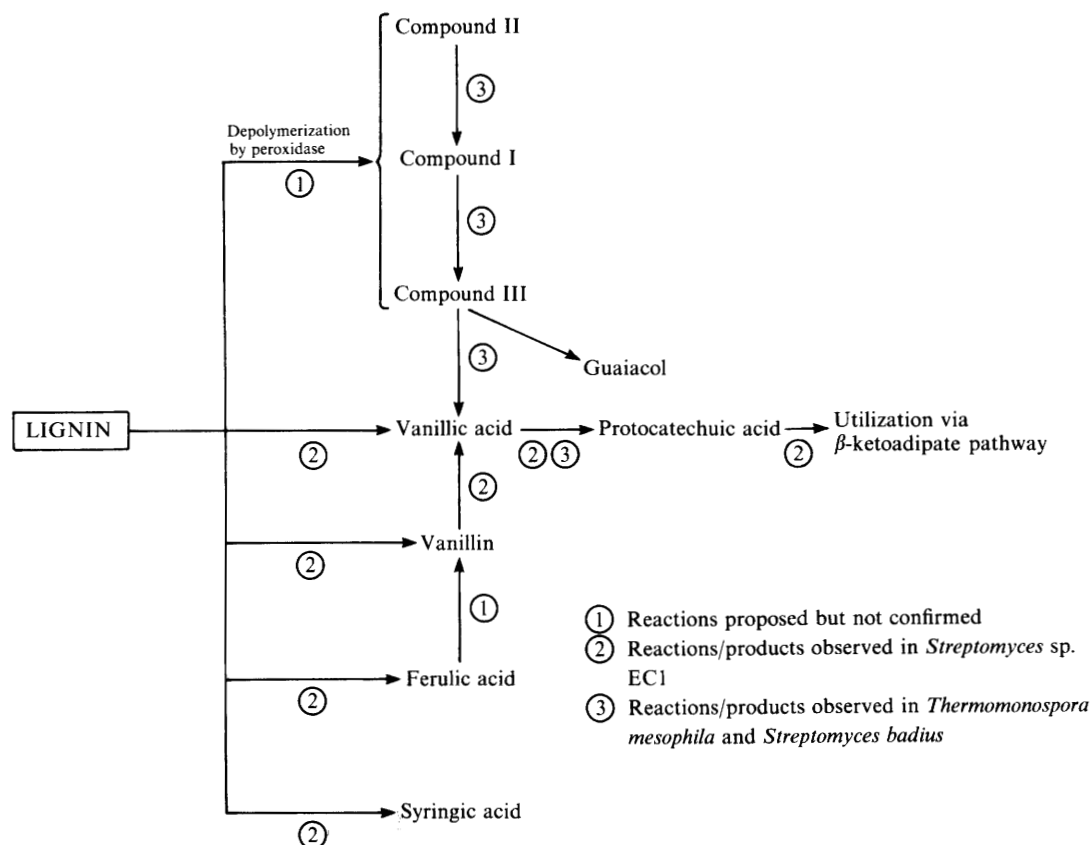 Compound II
③
Depolymerization
by peroxidase
①
Compound I
③
Compound III
③
Guaiacol
LIGNIN
②
Vanillic acid
② ③
Protocatechuic acid
②
Utilization via
β-ketoadipate pathway
②
②
Vanillin
①
②
Ferulic acid
②
Syringic acid
① Reactions proposed but not confirmed
② Reactions/products observed in Streptomyces sp.
EC1
③ Reactions/products observed in Thermomonospora
mesophila and Streptomyces badius